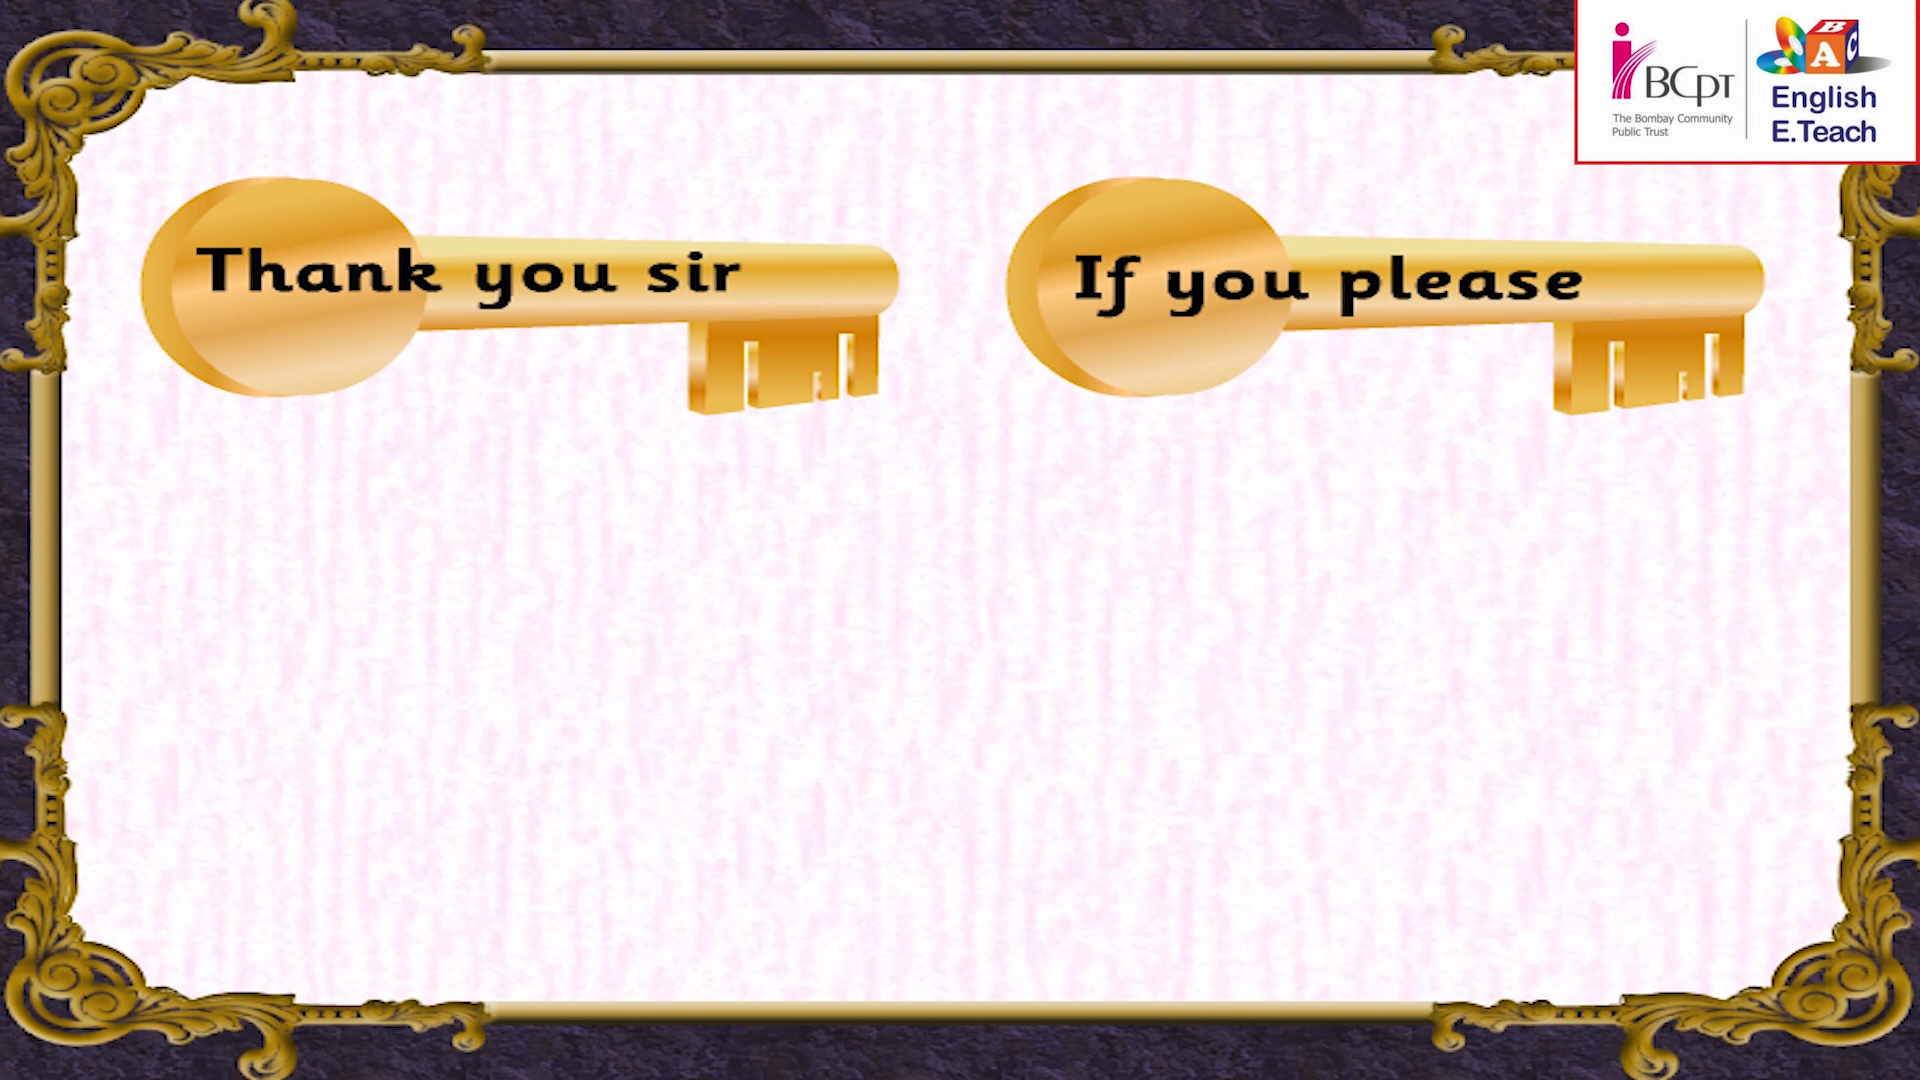 Thank you sir
If you please
BCPT
The Bombay Community
Public Trust
B
A
C
English
E.Teach